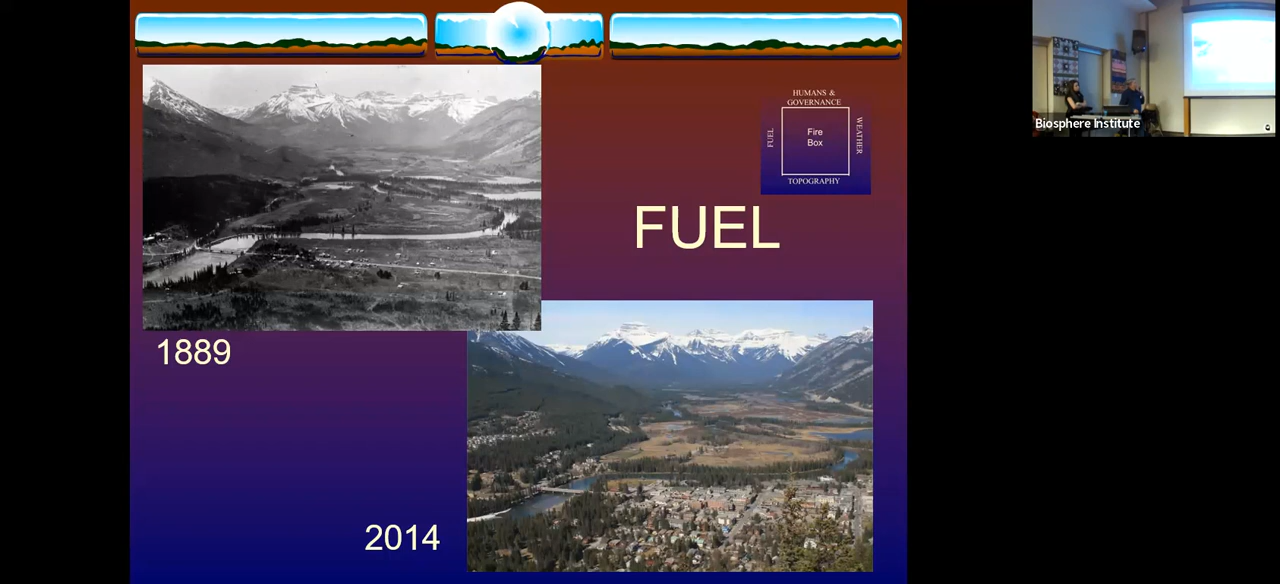 HUMANS &
GOVERNANCE
FUEL
Fire
Box
WEATHER
TOPOGRAPHY
FUEL
1889
2014
Biosphere Institute